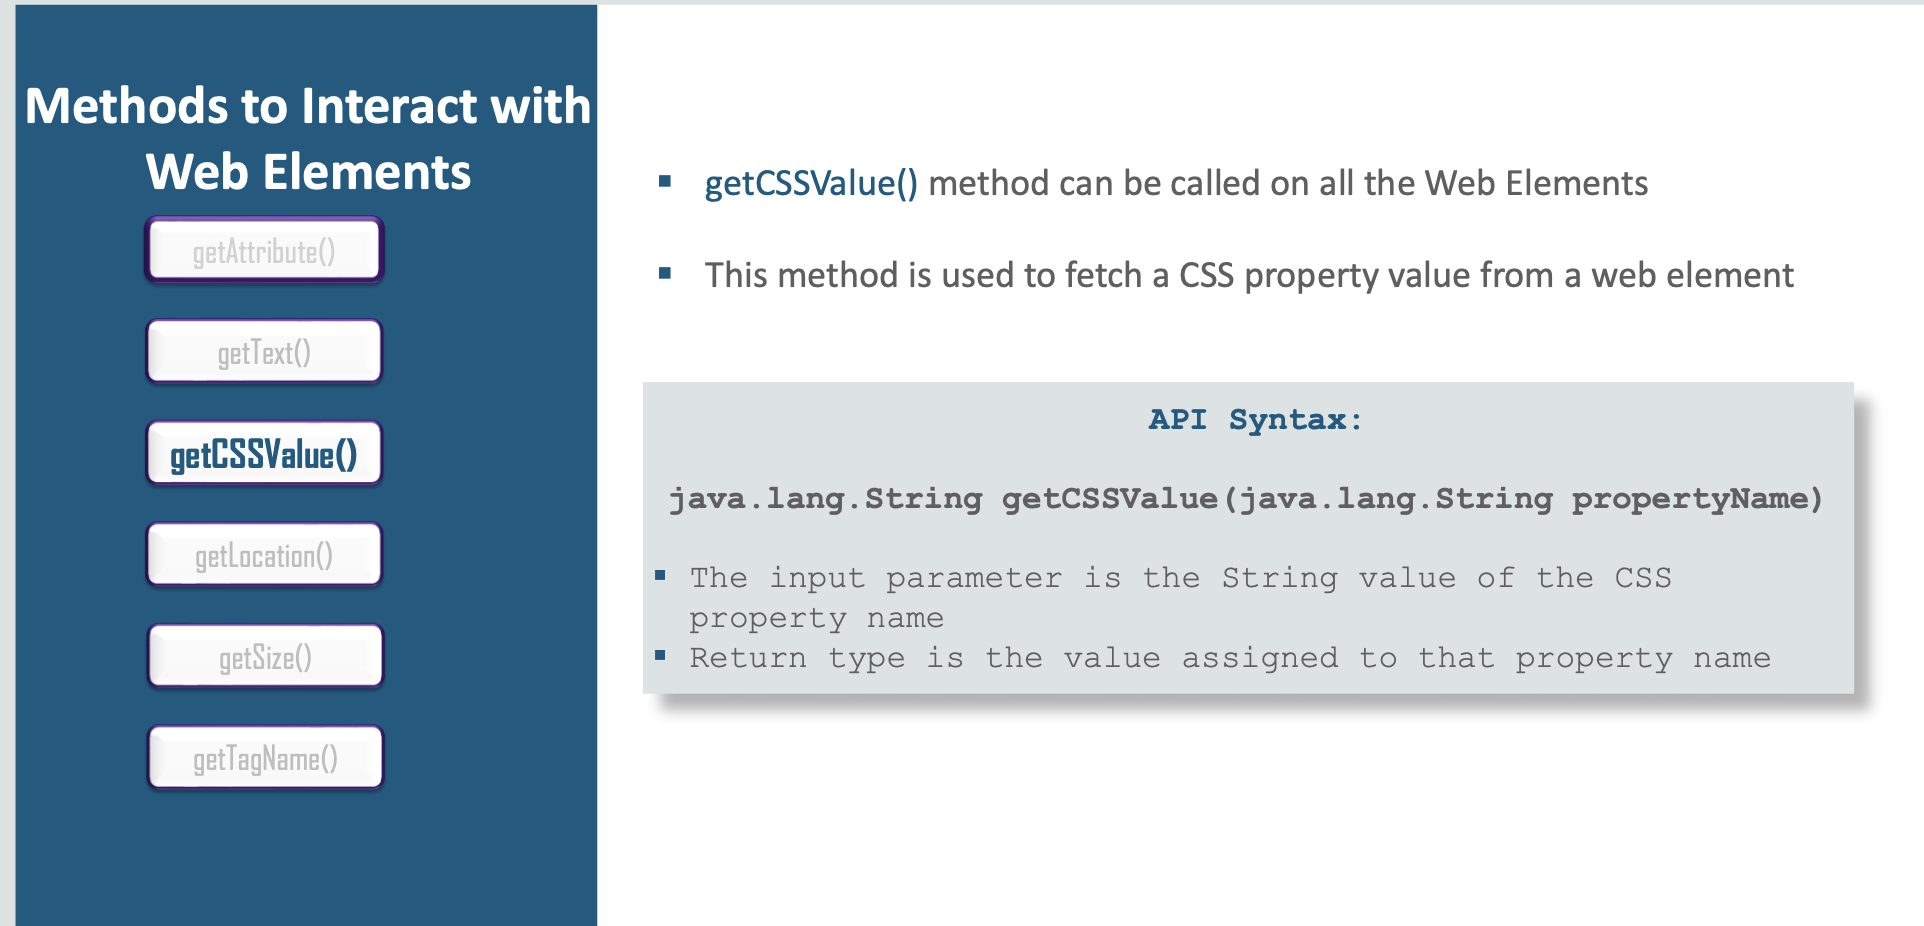 Methods to Interact with
Web Elements
getAttribute()
getText()
getCSSValue()
getLocation()
getSize()
getTagName()
▪ getCSSValue() method can be called on all the Web Elements
▪ This method is used to fetch a CSS property value from a web element
API Syntax:
java.lang.String getCSSValue(java.lang.String propertyName)
▪ The input parameter is the String value of the CSS
property name
▪ Return type is the value assigned to that property name